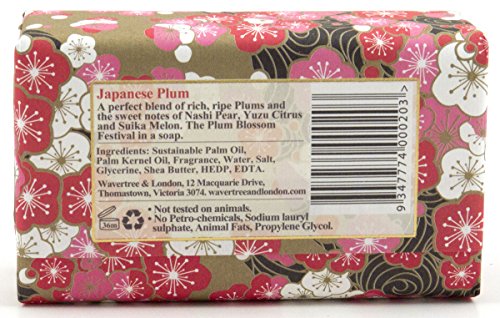 Japanese Plum
A perfect blend of rich, ripe Plums and
the sweet notes of Nashi Pear, Yuzu Citrus
and Suika Melon. The Plum Blossom
Festival in a soap.
Ingredients: Sustainable Palm Oil,
Palm Kernel Oil, Fragrance, Water, Salt,
Glycerine, Shea Butter, HEDP, EDTA.
Wavertree & London, 12 Macquarie Drive,
Thomastown, Victoria 3074. wavertreeandlondon.com
36m
• Not tested on animals.
• No Petro-chemicals, Sodium lauryl
sulphate, Animal Fats, Propylene Glycol.
9 347774 000203 >